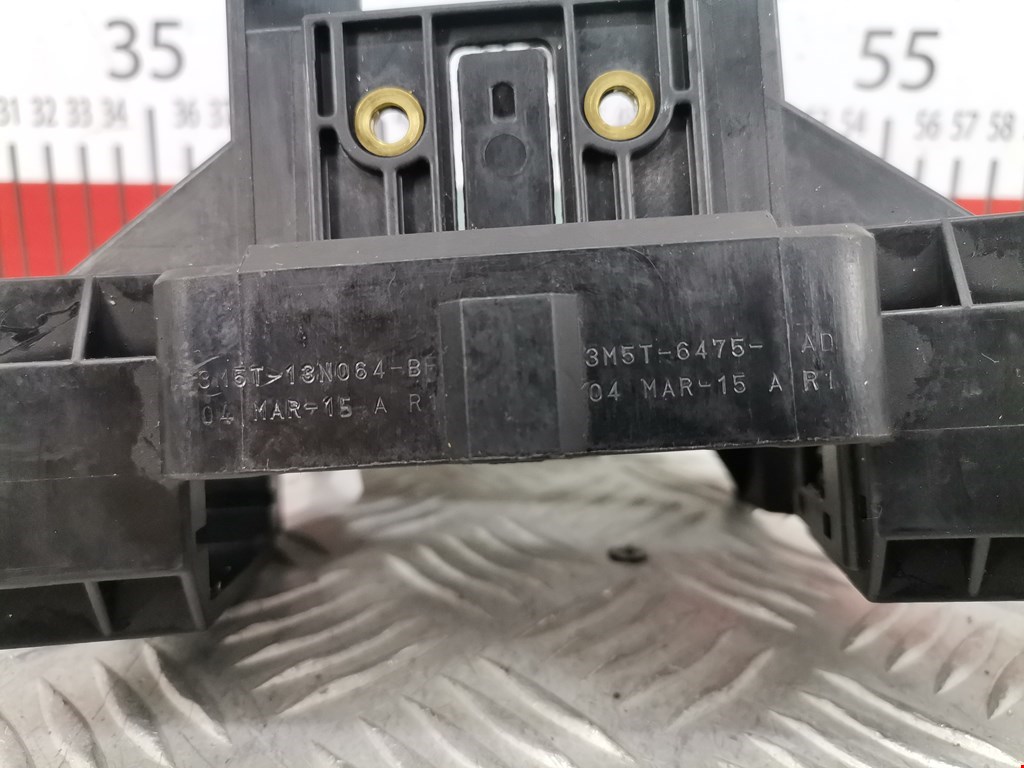 35
55
31 32 33 34 36 37
54 56 57 58
3M5T-13N064-B
04 MAR-15 A R1
3M5T-6475- AD
04 MAR-15 A R1